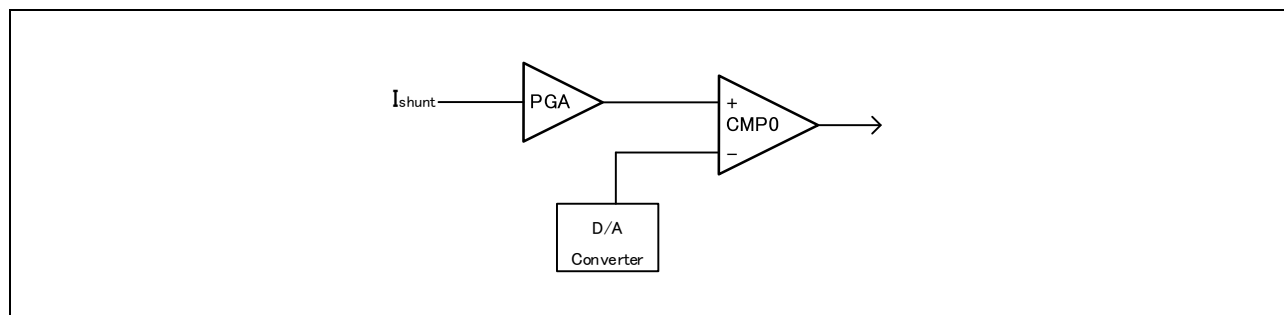 Ishunt
PGA
+
CMP0
−
D/A
Converter